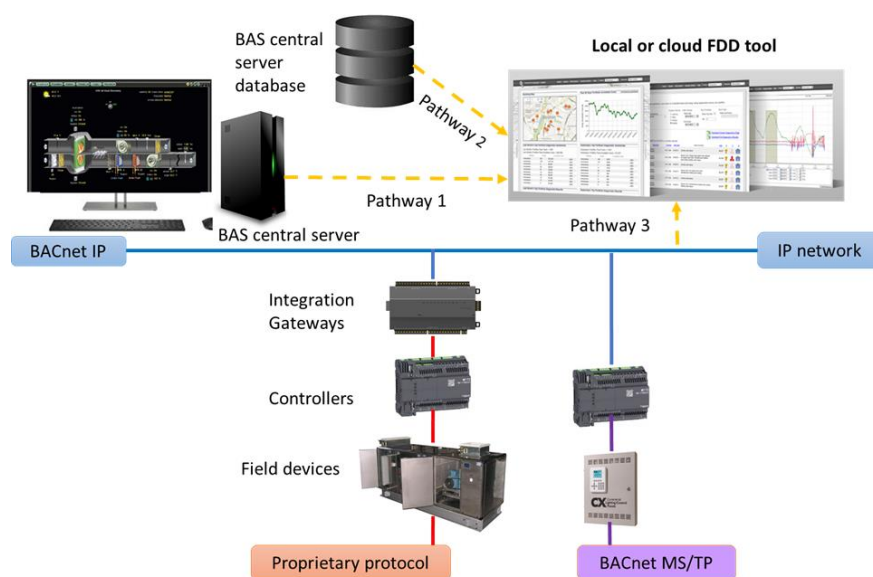 BAS central
server
database
Local or cloud FDD tool
Pathway 2
Pathway 1
BAS central server
Pathway 3
BACnet IP
IP network
Integration
Gateways
Controllers
Field devices
CX
Proprietary protocol
BACnet MS/TP